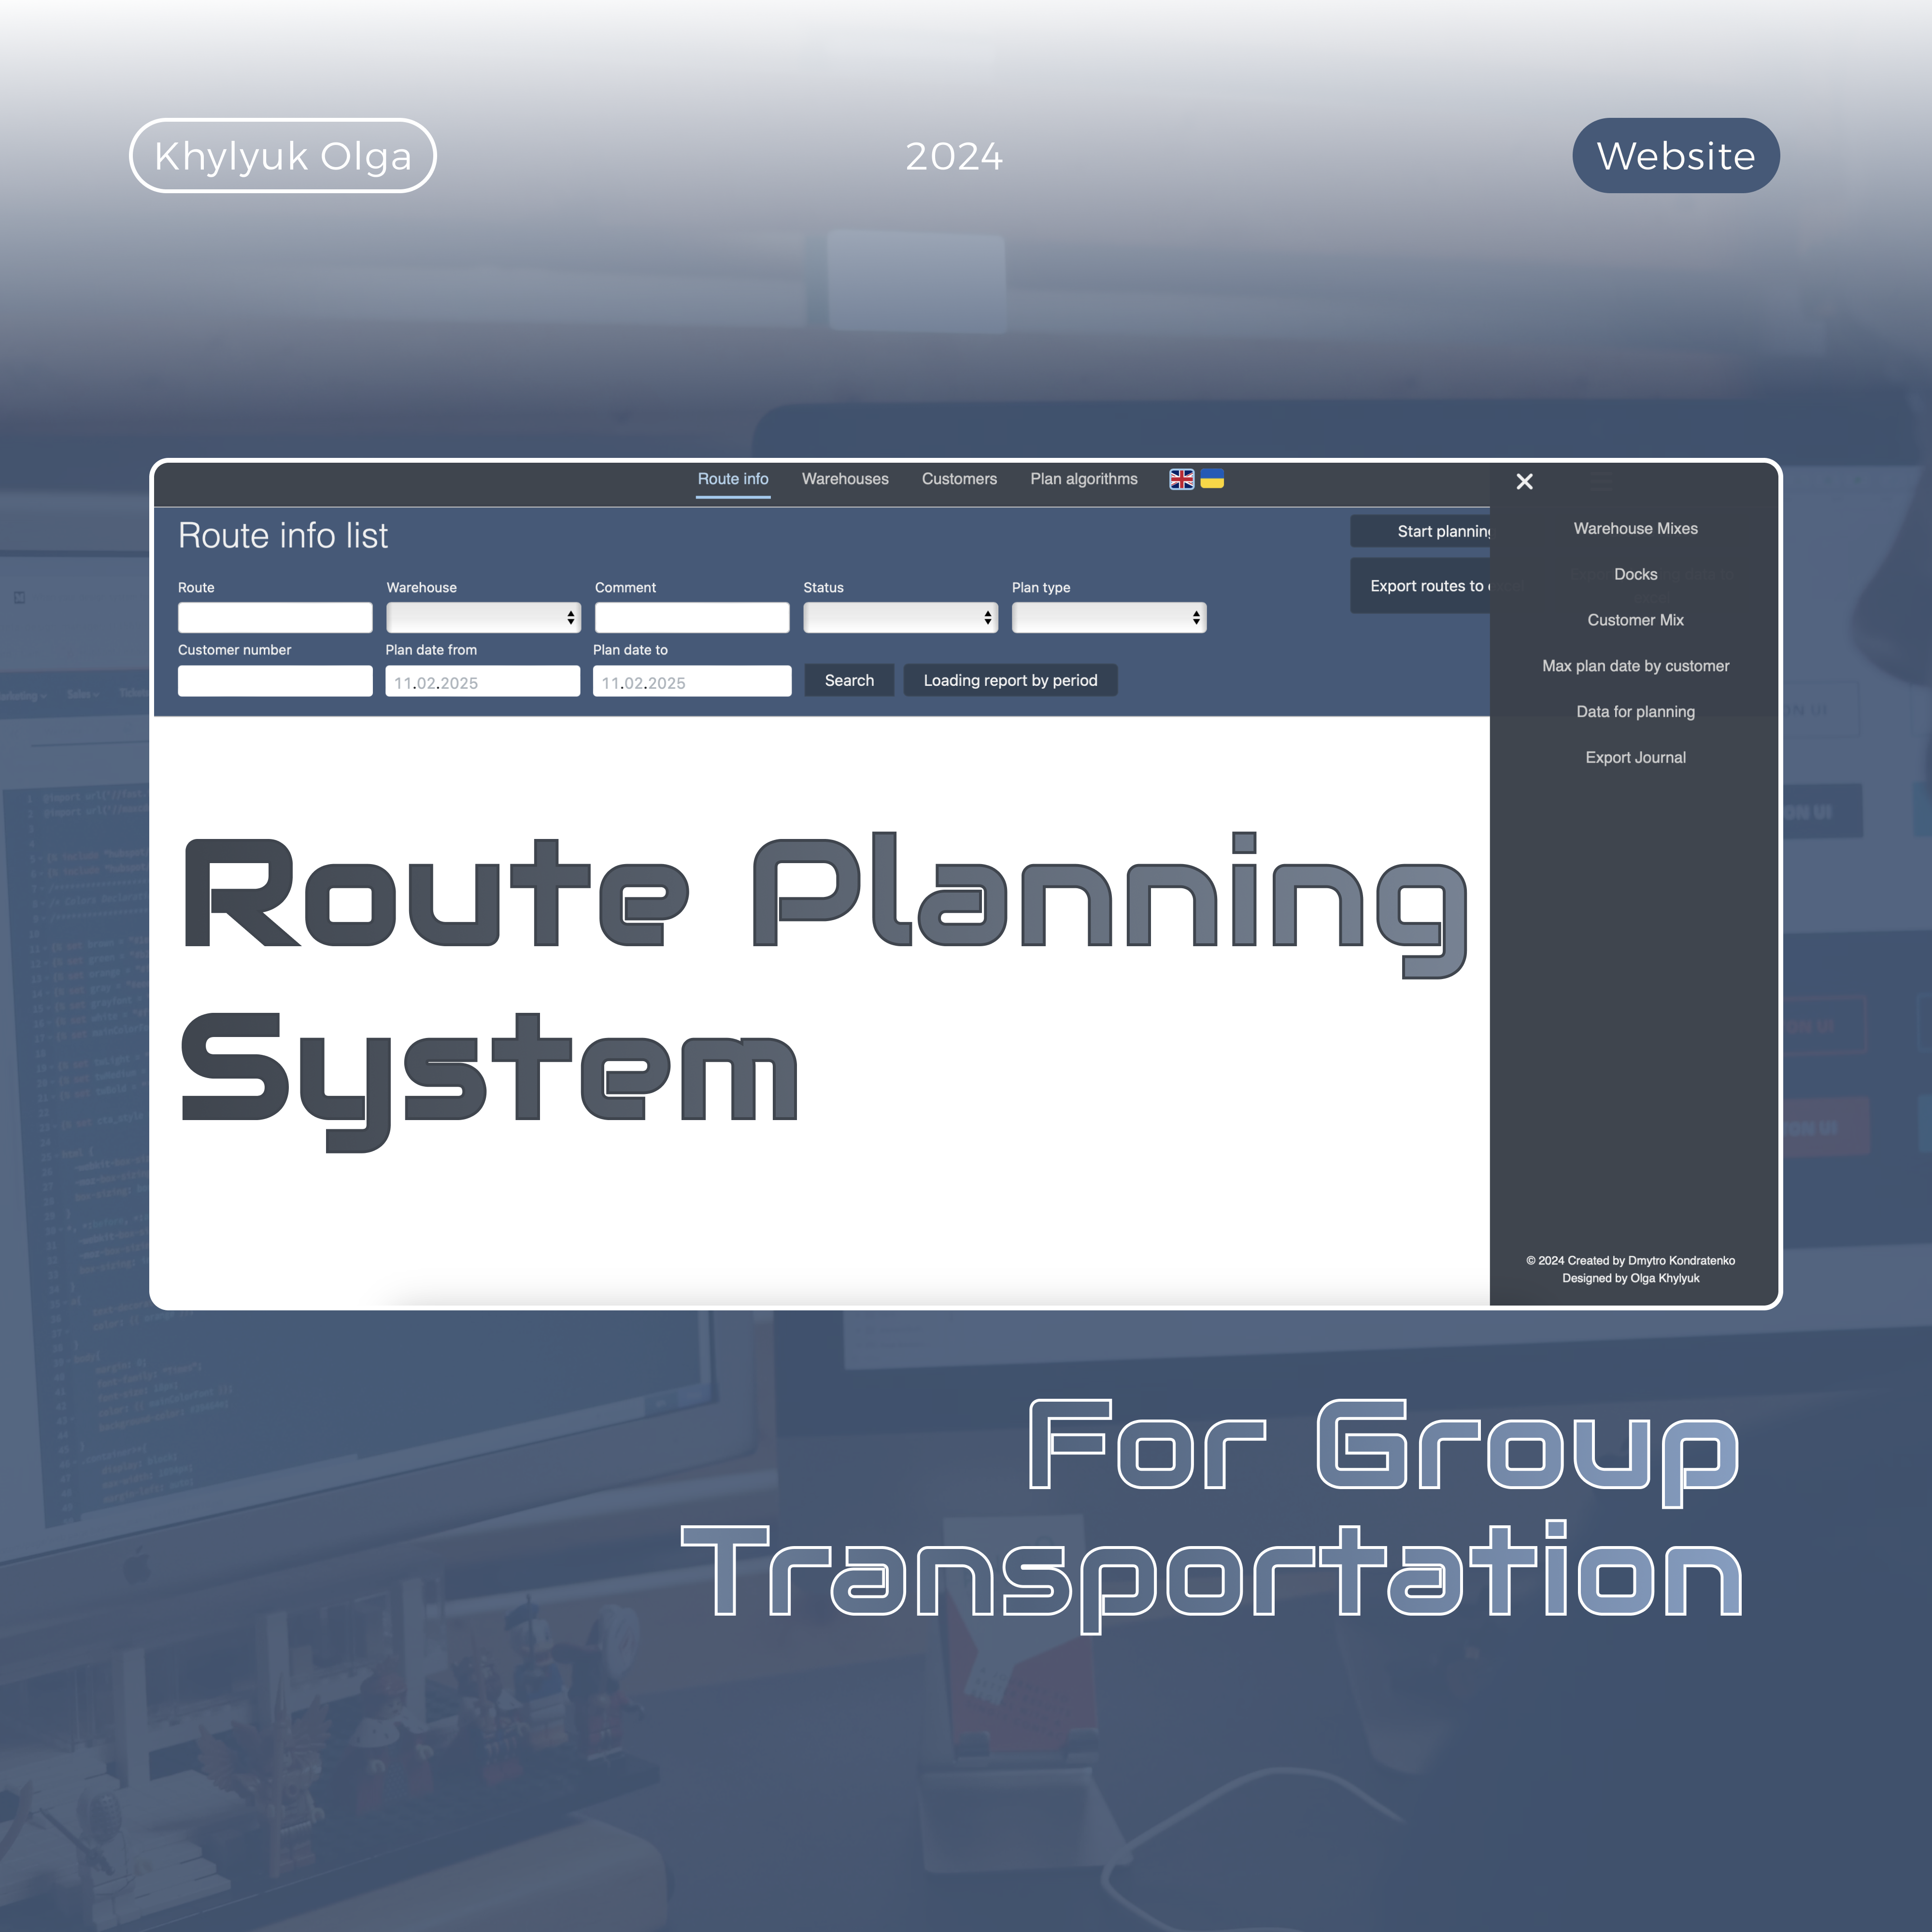 Khylyuk Olga
2024
Website
Route info Warehouses Customers Plan algorithms
Route info list
Start planning
Export routes to
Route Warehouse Comment Status Plan type
Customer number Plan date from Plan date to
11.02.2025 11.02.2025 Search Loading report by period
Warehouse Mixes
Docks
Customer Mix
Max plan date by customer
Data for planning
Export Journal
Route Planning
System
© 2024 Created by Dmytro Kondratenko
Designed by Olga Khylyuk
For Group
Transportation